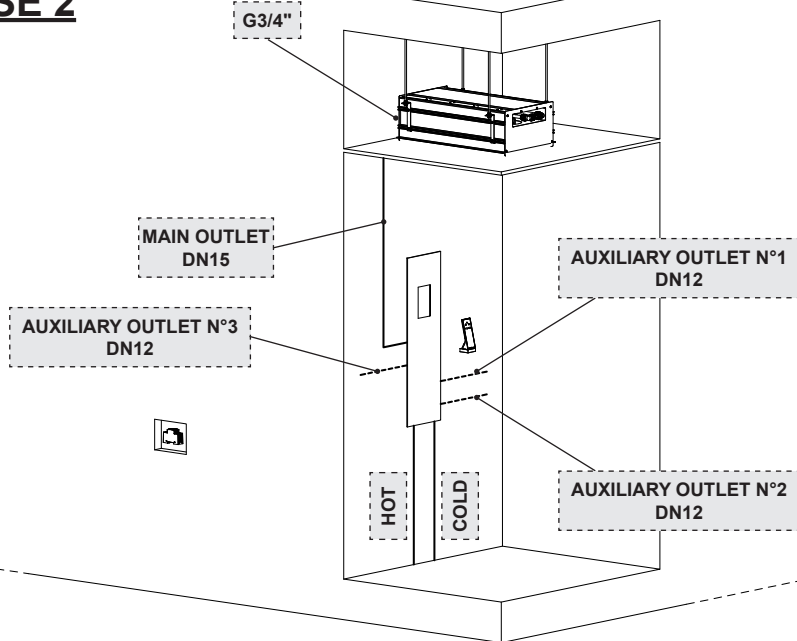 SE 2
G3/4"
MAIN OUTLET
DN15
AUXILIARY OUTLET N°1
DN12
AUXILIARY OUTLET N°3
DN12
HOT
COLD
AUXILIARY OUTLET N°2
DN12